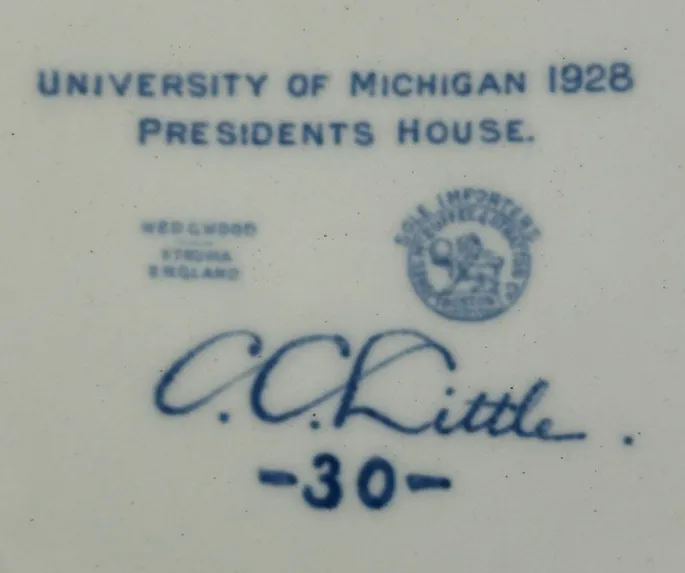 UNIVERSITY OF MICHIGAN 1928
PRESIDENTS HOUSE.
WEDGWOOD
ETRURIA
ENGLAND
SOLE IMPORTERS
C.C. Little.
-30-